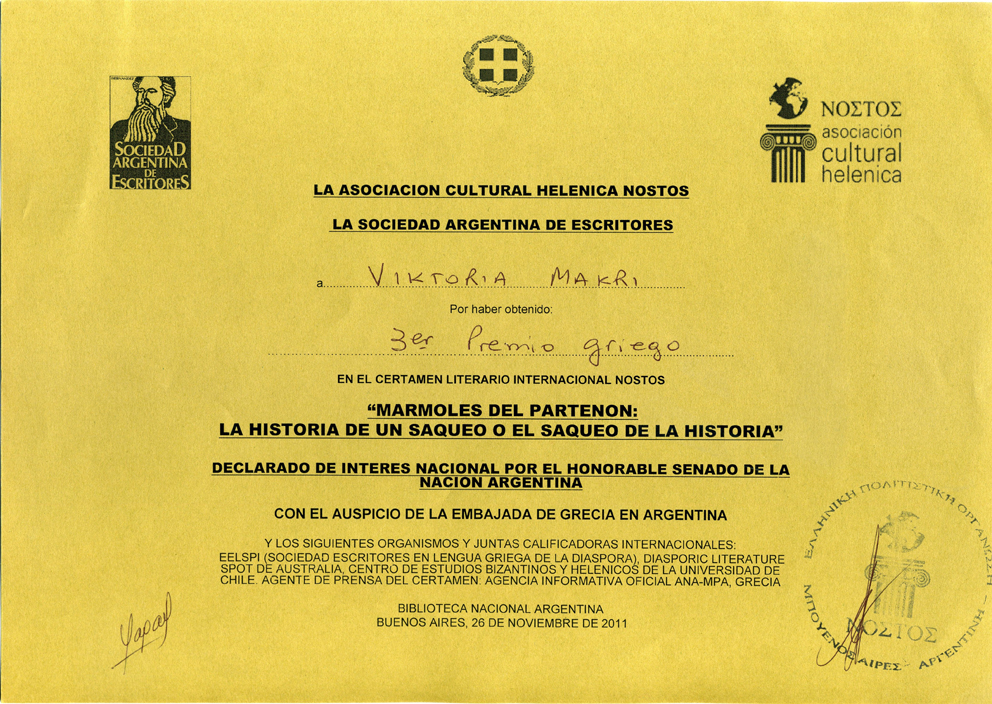 HERNANDEZ
SOCIEDAD
ARGENTINA
DE
ESCRITORES
ΝΟΣΤΟΣ
asociación
cultural
helenica
LA ASOCIACION CULTURAL HELENICA NOSTOS
LA SOCIEDAD ARGENTINA DE ESCRITORES
a VIKTORIA MAKRI
Por haber obtenido:
3er Premio griego
EN EL CERTAMEN LITERARIO INTERNACIONAL NOSTOS
“MARMOLES DEL PARTENON:
LA HISTORIA DE UN SAQUEO O EL SAQUEO DE LA HISTORIA”
DECLARADO DE INTERES NACIONAL POR EL HONORABLE SENADO DE LA
NACION ARGENTINA
CON EL AUSPICIO DE LA EMBAJADA DE GRECIA EN ARGENTINA
Y LOS SIGUIENTES ORGANISMOS Y JUNTAS CALIFICADORAS INTERNACIONALES:
EELSPI (SOCIEDAD ESCRITORES EN LENGUA GRIEGA DE LA DIASPORA), DIASPORIC LITERATURE
SPOT DE AUSTRALIA, CENTRO DE ESTUDIOS BIZANTINOS Y HELENICOS DE LA UNIVERSIDAD DE
CHILE. AGENTE DE PRENSA DEL CERTAMEN: AGENCIA INFORMATIVA OFICIAL ANA-MPA, GRECIA
BIBLIOTECA NACIONAL ARGENTINA
BUENOS AIRES, 26 DE NOVIEMBRE DE 2011
ΕΛΛΗΝΙΚΗ ΠΟΛΙΤΙΣΤΙΚΗ ΟΡΓΑΝΩΣΗ -
ΝΟΣΤΟΣ
ΜΠΟΥΕΝΟΣ ΑΙΡΕΣ - ΑΡΓΕΝΤΙΝΗ